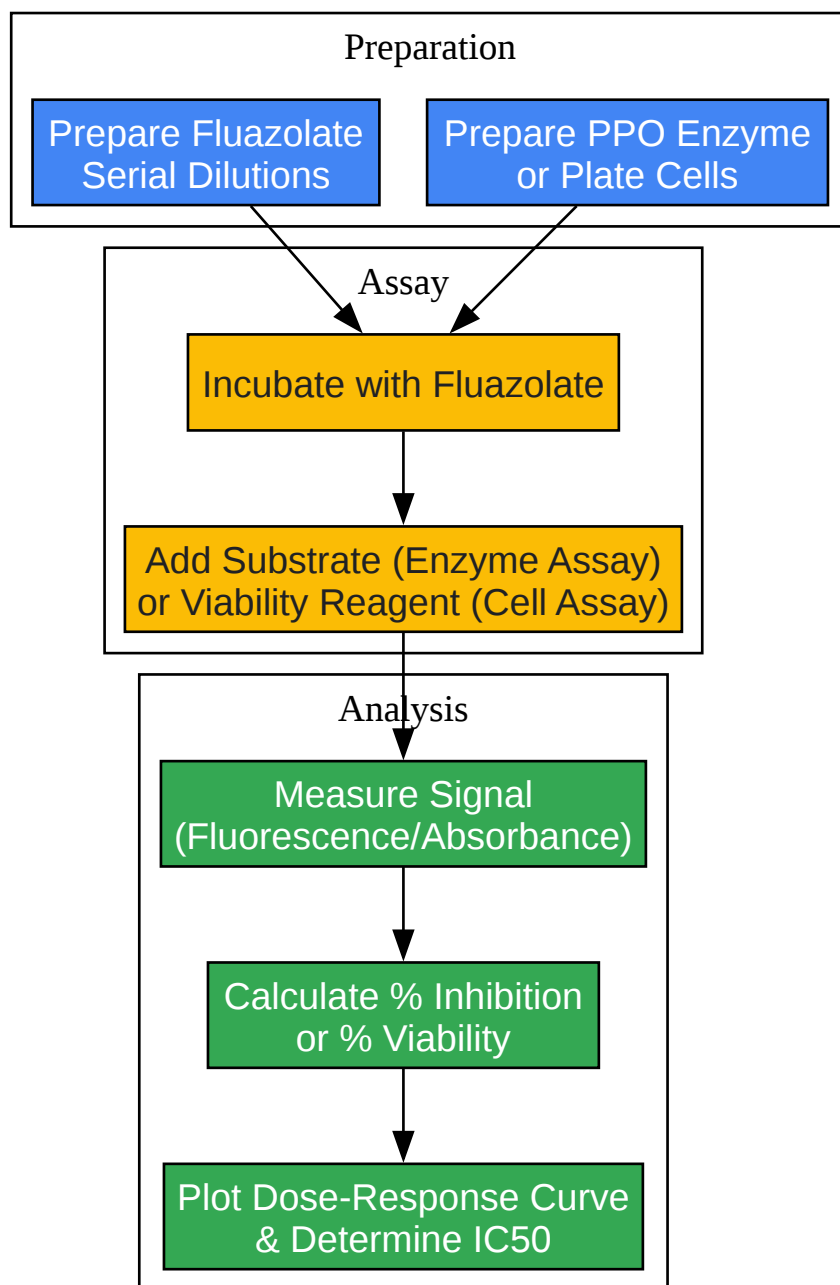 Preparation
Prepare Fluazolate
Serial Dilutions
Prepare PPO Enzyme
or Plate Cells
Assay
Incubate with Fluazolate
Add Substrate (Enzyme Assay)
or Viability Reagent (Cell Assay)
Analysis
Measure Signal
(Fluorescence/Absorbance)
Calculate % Inhibition
or % Viability
Plot Dose-Response Curve
& Determine IC50